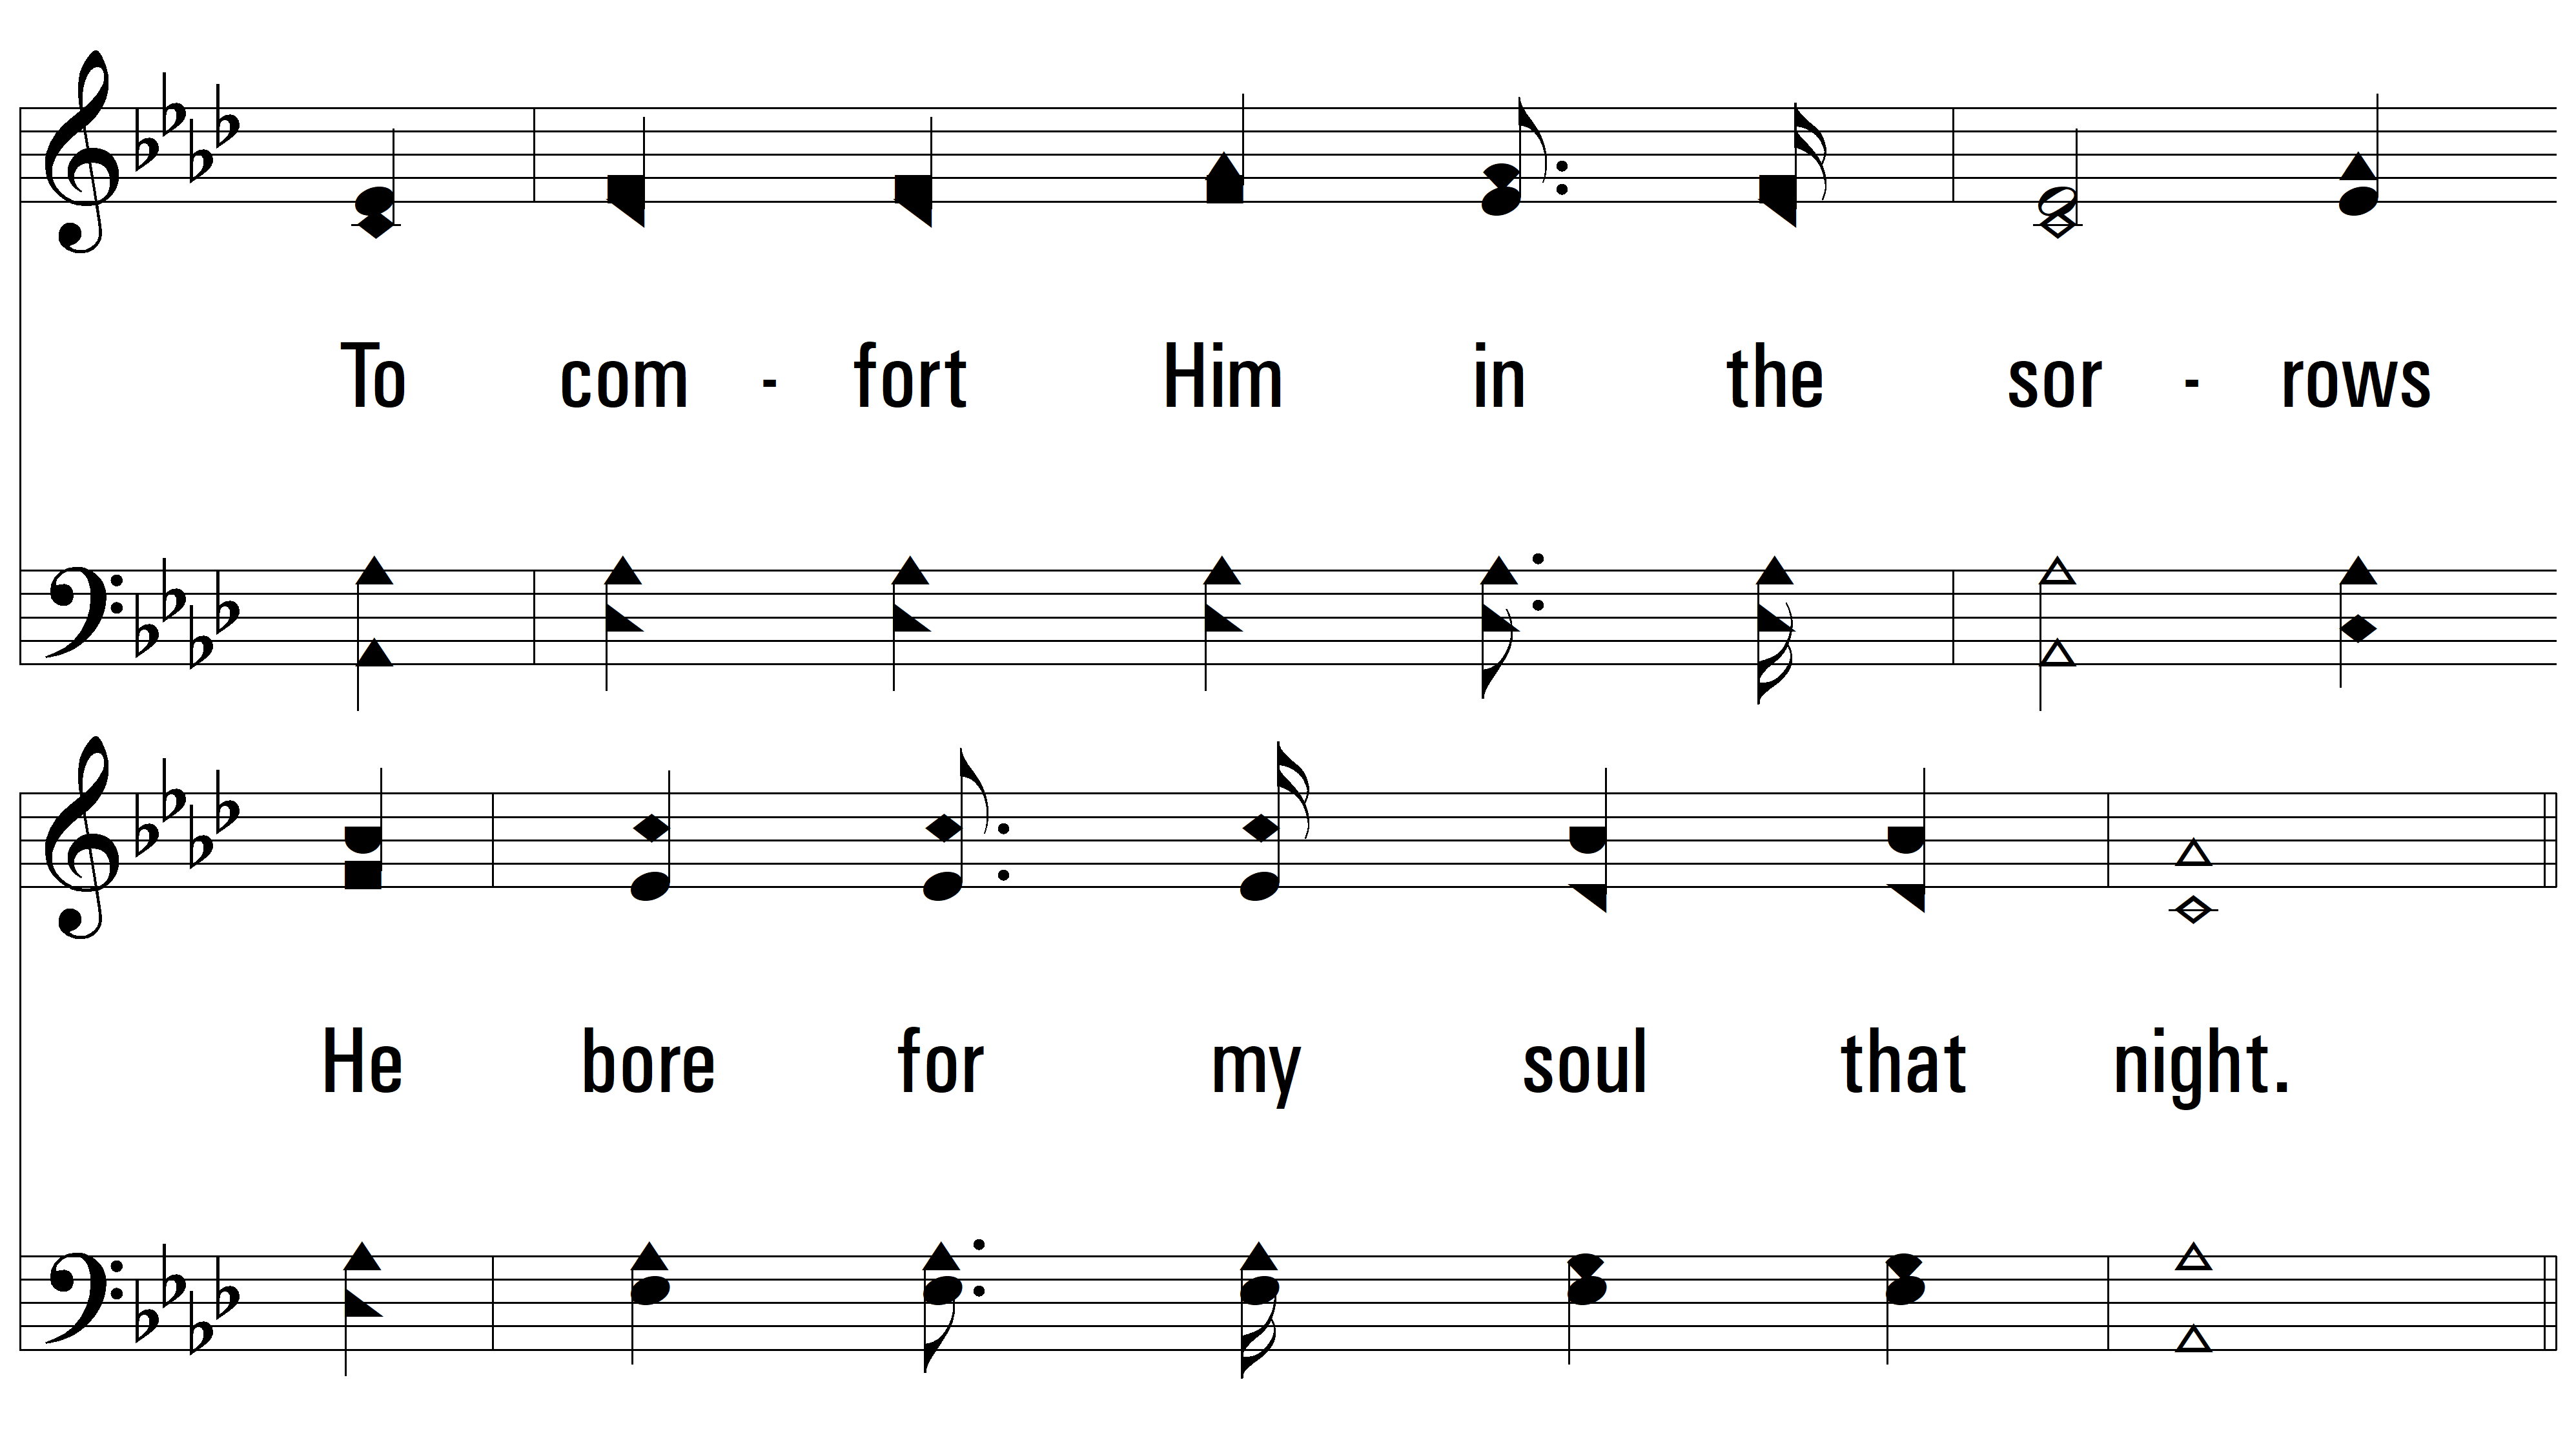 To com - fort Him in the sor - rows
He bore for my soul that night.